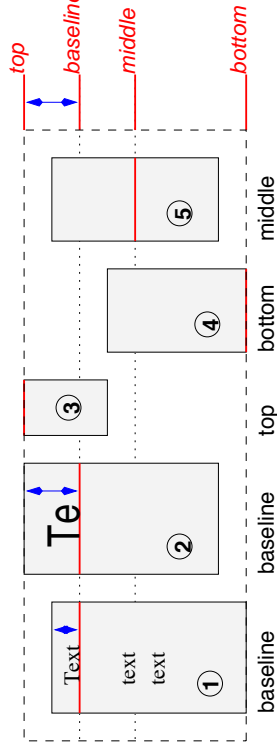 top
Text
Te
③
baseline
text
middle
text
①
②
④
⑤
bottom
baseline
baseline
top
bottom
middle